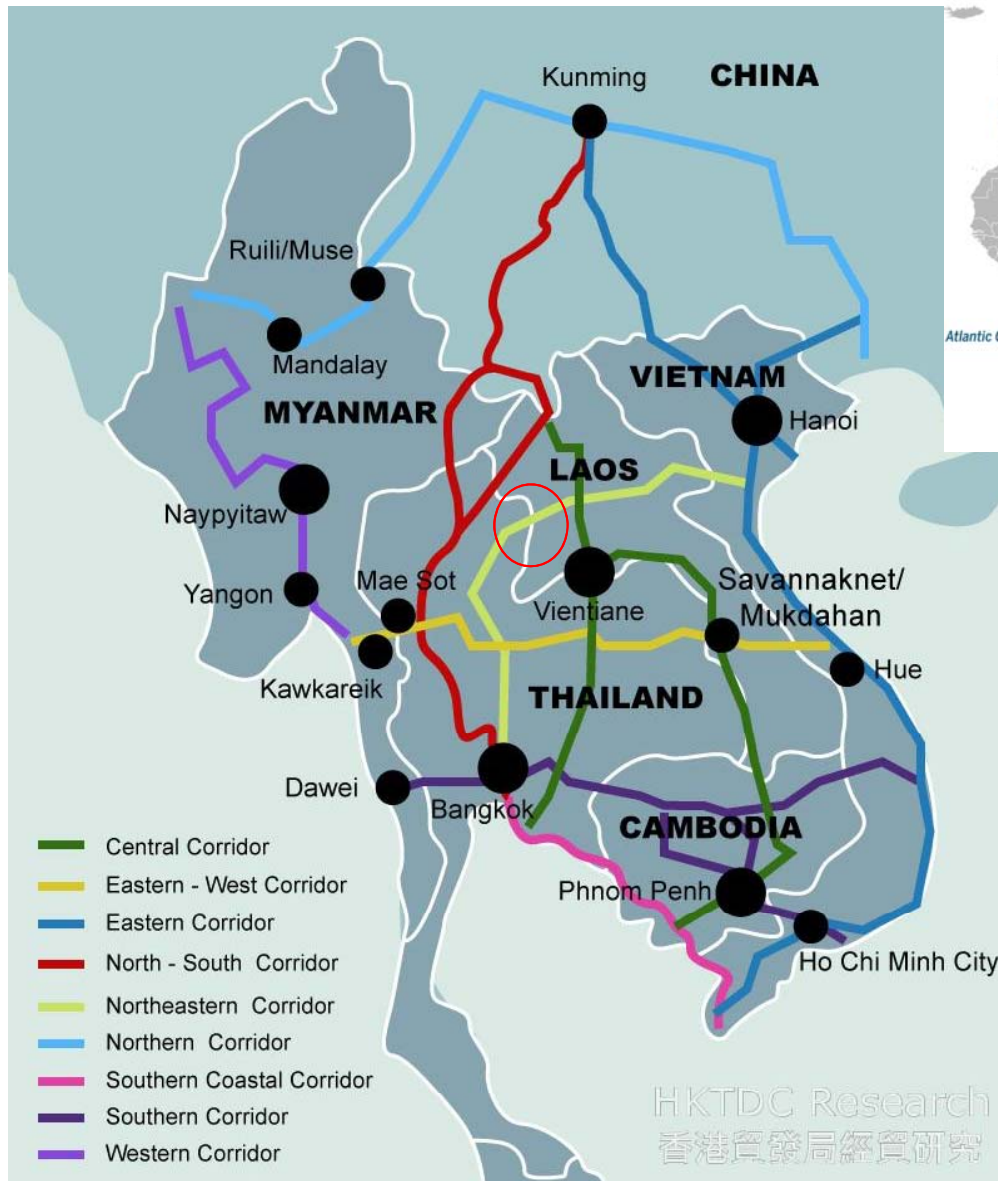 Kunming
CHINA
Ruili/Muse
Mandalay
MYANMAR
VIETNAM
Hanoi
LAOS
Naypyitaw
Yangon
Mae Sot
Vientiane
Savannaknet/
Mukdahan
Kawkareik
Hue
THAILAND
Dawei
Bangkok
CAMBODIA
Phnom Penh
Ho Chi Minh City
Central Corridor
Eastern - West Corridor
Eastern Corridor
North - South Corridor
Northeastern Corridor
Northern Corridor
Southern Coastal Corridor
Southern Corridor
Western Corridor
Atlantic
HKTDC Research
香港貿發局經貿研究